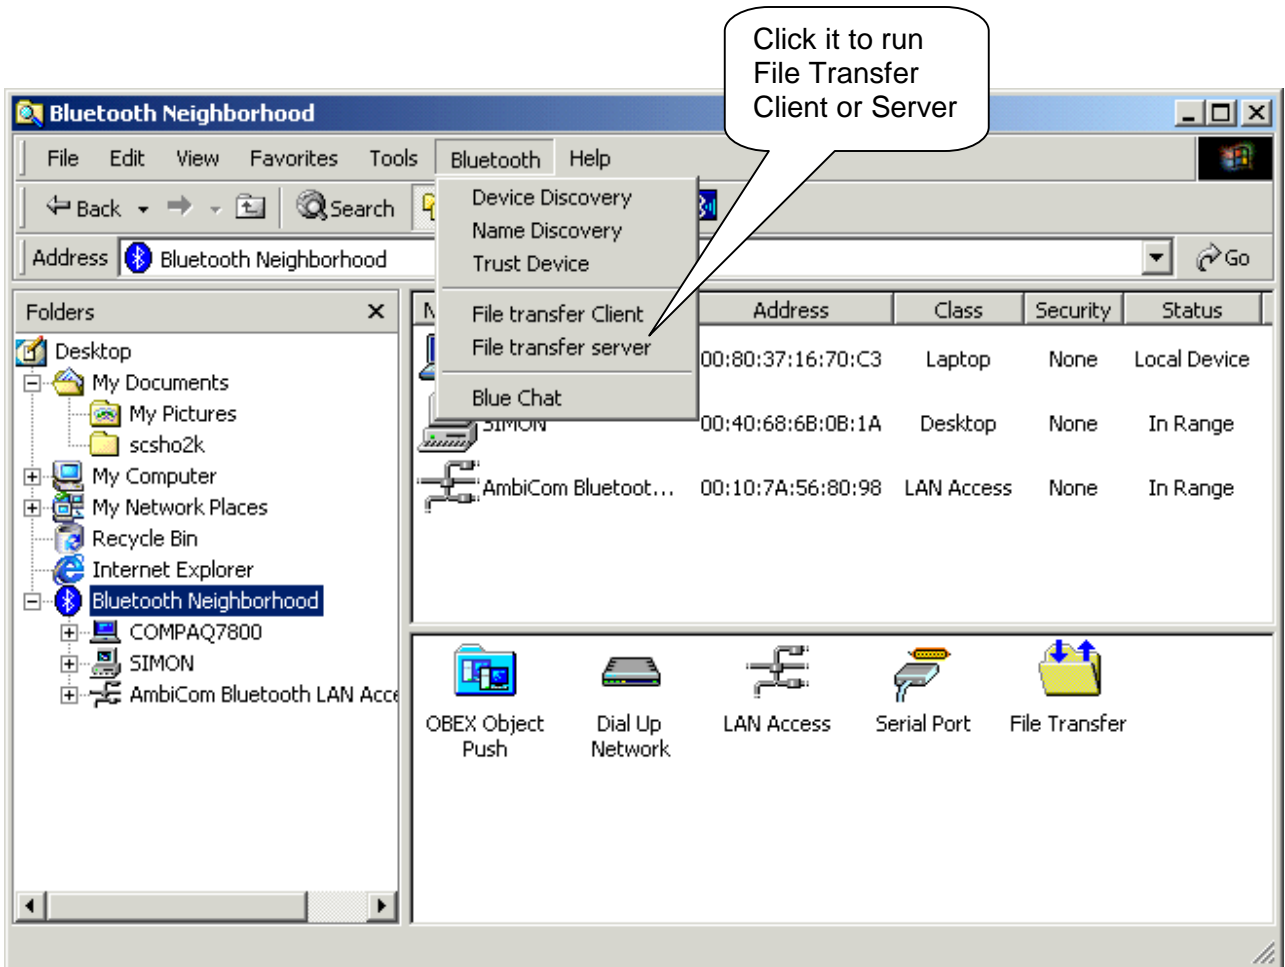 Click it to run
File Transfer
Client or Server
Bluetooth Neighborhood
File Edit View Favorites Tools Bluetooth Help
Back Search
Address Bluetooth Neighborhood Go
Device Discovery
Name Discovery
Trust Device
File transfer Client
File transfer server
Blue Chat
Folders
Desktop
My Documents
My Pictures
scsho2k
My Computer
My Network Places
Recycle Bin
Internet Explorer
Bluetooth Neighborhood
COMPAQ7800
SIMON
AmbiCom Bluetooth LAN Acce
Address Class Security Status
00:80:37:16:70:C3 Laptop None Local Device
SIMON 00:40:68:6B:0B:1A Desktop None In Range
AmbiCom Bluetoot... 00:10:7A:56:80:98 LAN Access None In Range
OBEX Object Push
Dial Up Network
LAN Access
Serial Port
File Transfer